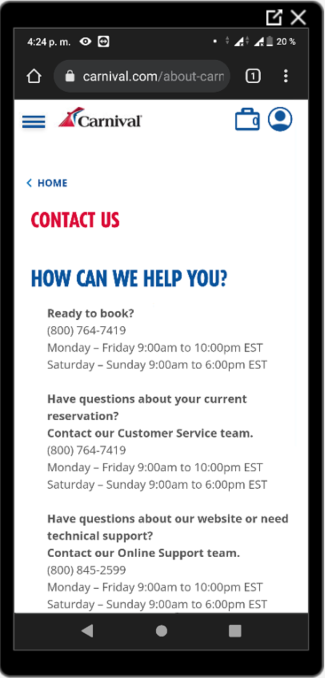 4:24 p. m. 20 %
carnival.com/about-carr 1
Carnival
HOME
CONTACT US
HOW CAN WE HELP YOU?
Ready to book?
(800) 764-7419
Monday – Friday 9:00am to 10:00pm EST
Saturday – Sunday 9:00am to 6:00pm EST
Have questions about your current
reservation?
Contact our Customer Service team.
(800) 764-7419
Monday – Friday 9:00am to 10:00pm EST
Saturday – Sunday 9:00am to 6:00pm EST
Have questions about our website or need
technical support?
Contact our Online Support team.
(800) 845-2599
Monday – Friday 9:00am to 10:00pm EST
Saturday – Sunday 9:00am to 6:00pm EST